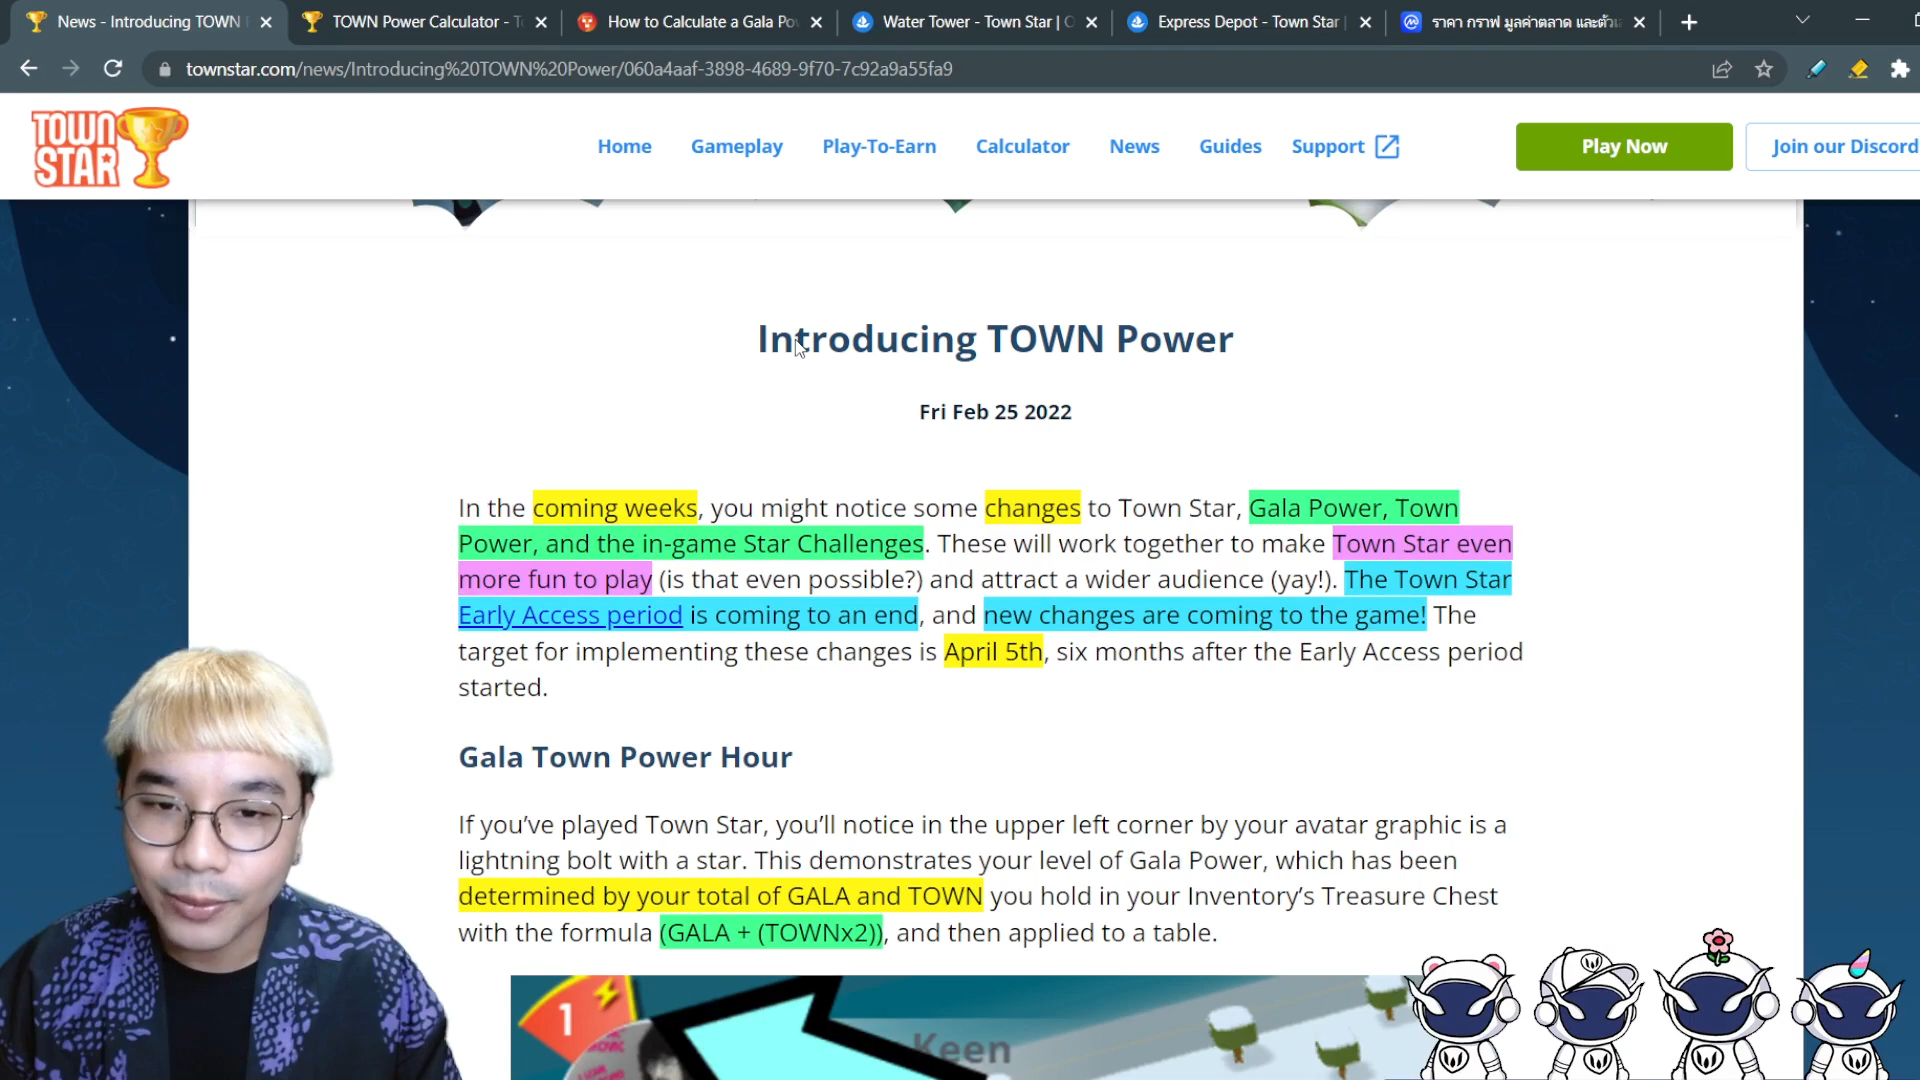 News - Introducing TOWN
TOWN Power Calculator - T
How to Calculate a Gala Po
Water Tower - Town Star | O
Express Depot - Town Star |
ราคา กราฟ มูลค่าตลาด และตัว
townstar.com/news/Introducing%20TOWN%20Power/060a4aaf-3898-4689-9f70-7c92a9a55fa9
TOWN
STAR
Home
Gameplay
Play-To-Earn
Calculator
News
Guides
Support
Play Now
Join our Discord
Introducing TOWN Power
Fri Feb 25 2022
In the coming weeks, you might notice some changes to Town Star, Gala Power, Town
Power, and the in-game Star Challenges. These will work together to make Town Star even
more fun to play (is that even possible?) and attract a wider audience (yay!). The Town Star
Early Access period is coming to an end, and new changes are coming to the game! The
target for implementing these changes is April 5th, six months after the Early Access period
started.
Gala Town Power Hour
If you've played Town Star, you'll notice in the upper left corner by your avatar graphic is a
lightning bolt with a star. This demonstrates your level of Gala Power, which has been
determined by your total of GALA and TOWN you hold in your Inventory's Treasure Chest
with the formula (GALA + (TOWNx2)), and then applied to a table.
1
Keen